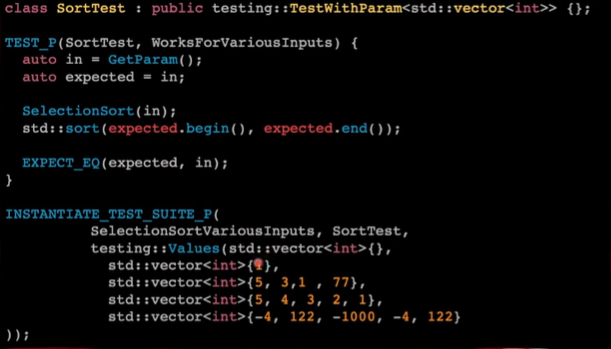 class SortTest : public testing::TestWithParam<std::vector<int>> {};
TEST_P(SortTest, WorksForVariousInputs) {
auto in = GetParam();
auto expected = in;
SelectionSort(in);
std::sort(expected.begin(), expected.end());
EXPECT_EQ(expected, in);
}
INSTANTIATE_TEST_SUITE_P(
SelectionSortVariousInputs, SortTest,
testing::Values(std::vector<int>{},
std::vector<int>{},
std::vector<int>{5, 3,1 , 77},
std::vector<int>{5, 4, 3, 2, 1},
std::vector<int>{-4, 122, -1000, -4, 122}
));